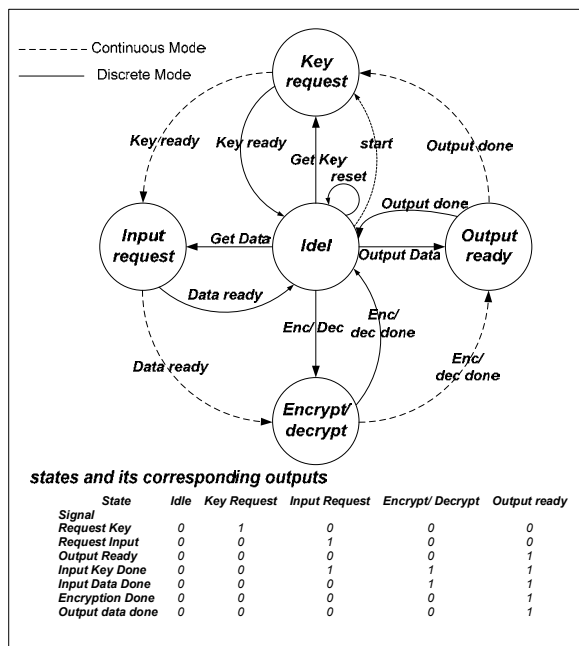 Continuous Mode
Discrete Mode
Key
request
Key ready
Key ready
Get Key
reset
start
Output done
Output done
Input
request
Get Data
Idel
Output Data
Output
ready
Data ready
Data ready
Enc/ Dec
Enc/
dec done
Enc/
dec done
Encrypt/
decrypt
states and its corresponding outputs
State Idle Key Request Input Request Encrypt/ Decrypt Output ready
Signal
Request Key 0 1 0 0 0
Request Input 0 0 1 0 0
Output Ready 0 0 0 0 1
Input Key Done 0 0 1 1 1
Input Data Done 0 0 0 1 1
Encryption Done 0 0 0 0 1
Output data done 0 0 0 0 1